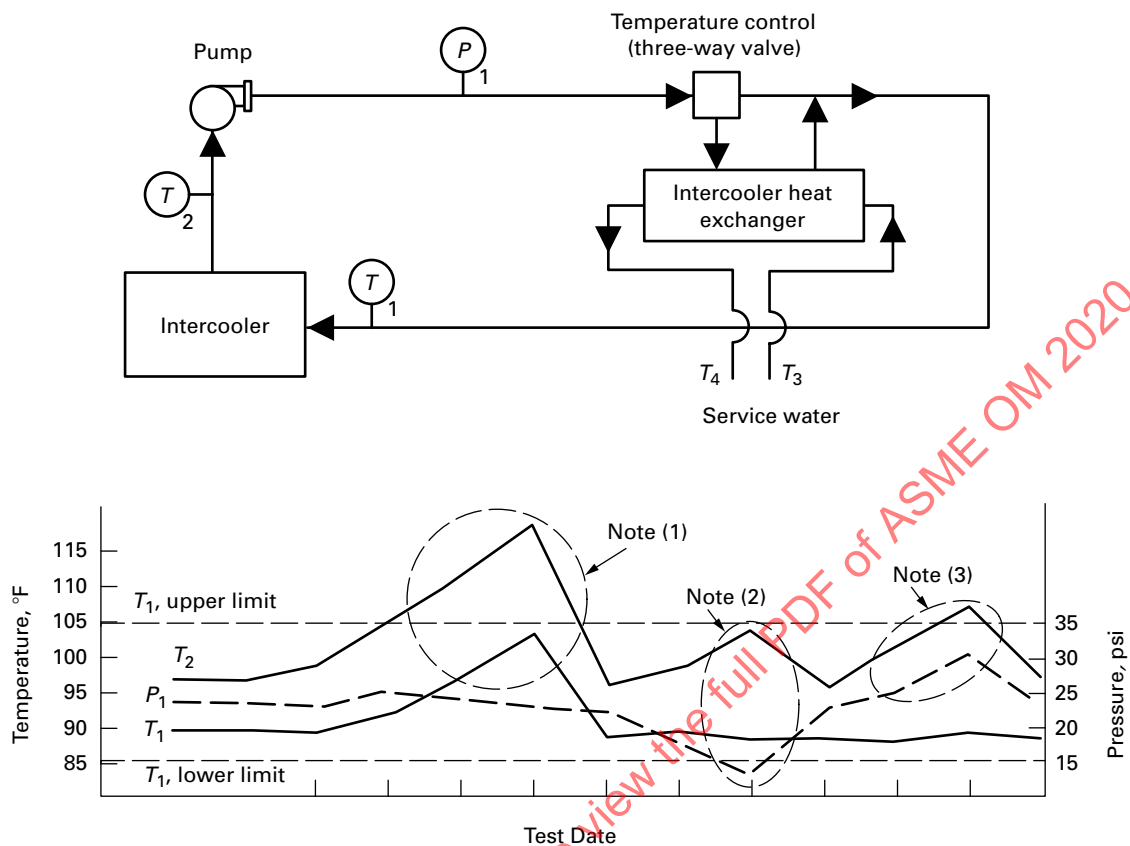 Temperature control
(three-way valve)
Pump
P
1
T
2
Intercooler heat
exchanger
T
1
Intercooler
T4
T3
Service water
view the full PDF of ASME OM 2020
Note (1)
Note (2)
Note (3)
Temperature, °F
115
110
105
100
95
90
85
T1, upper limit
T2
P1
T1
T1, lower limit
35
30
25
20
15
Pressure, psi
Test Date